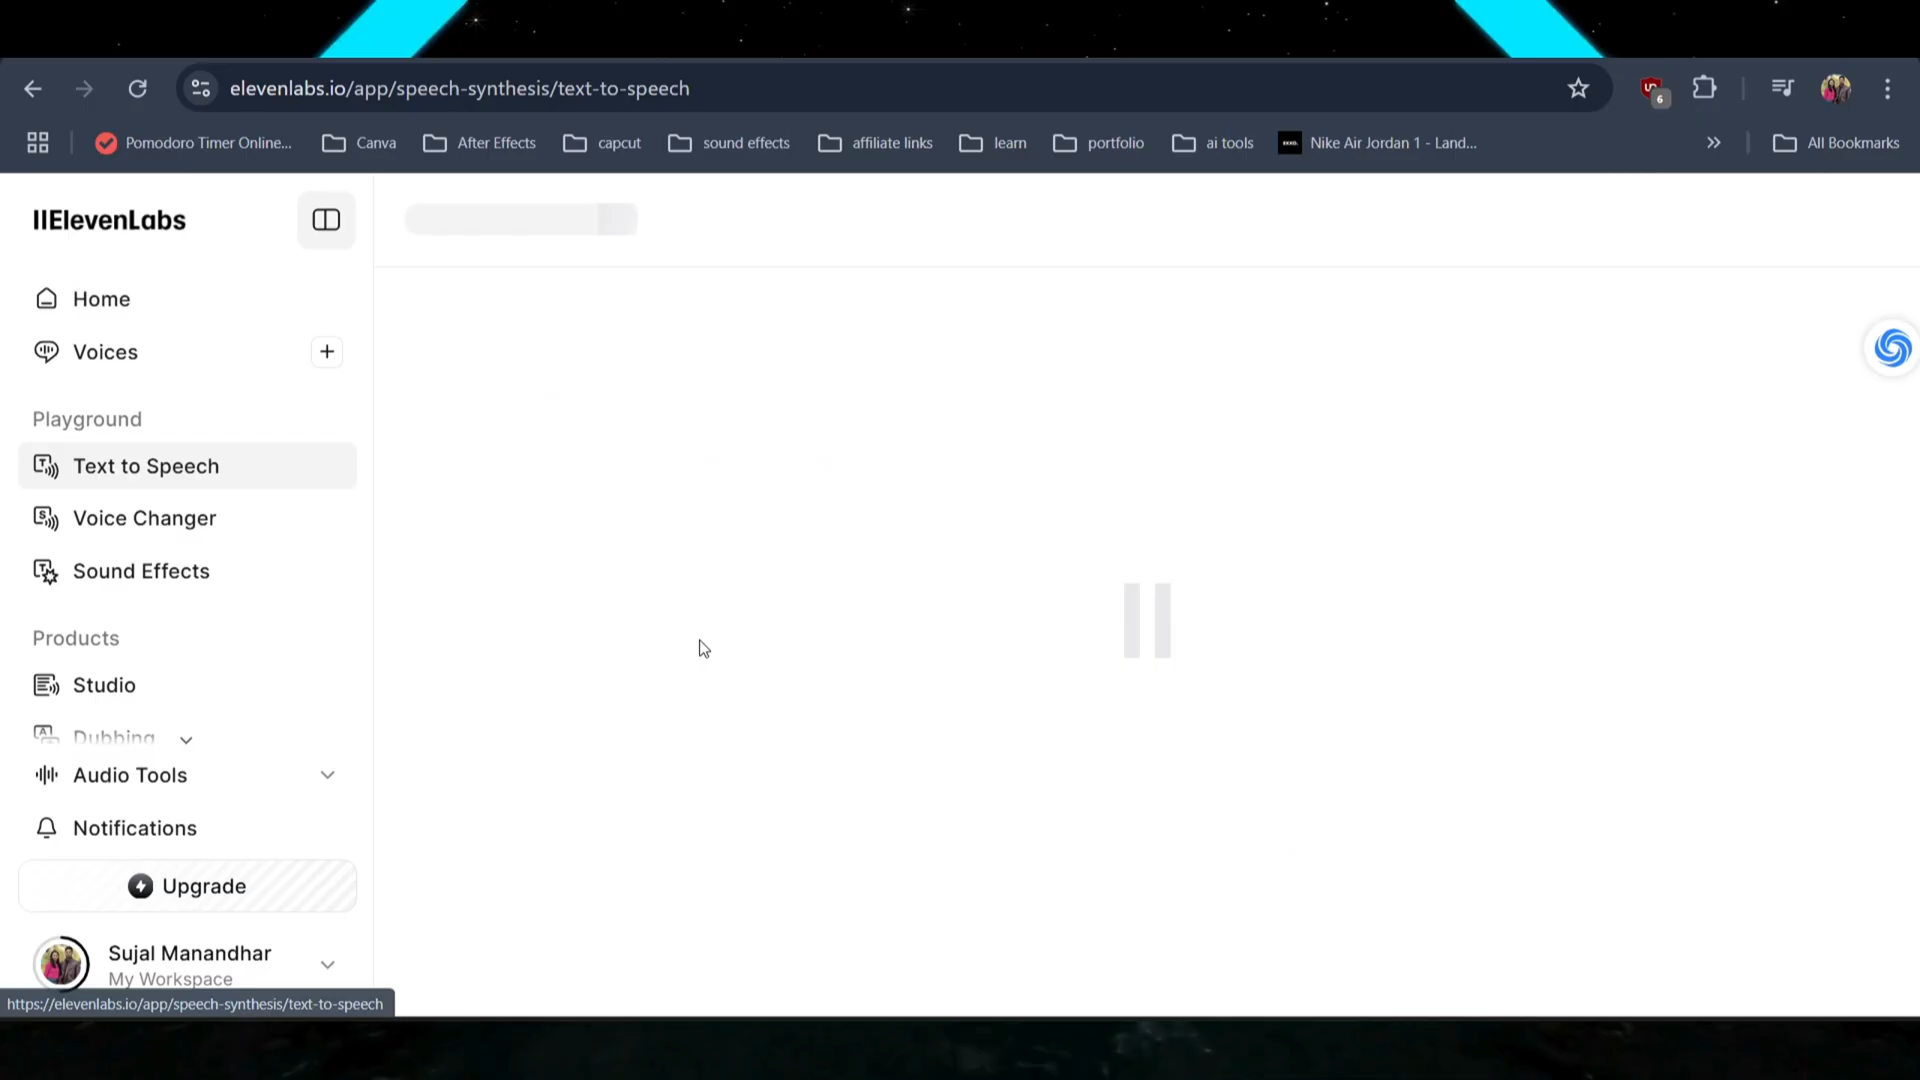 elevenlabs.io/app/speech-synthesis/text-to-speech
6
Pomodoro Timer Online...
Canva
After Effects
capcut
sound effects
affiliate links
learn
portfolio
ai tools
Nike Air Jordan 1 - Land...
All Bookmarks
IIElevenLabs
Home
Voices
Playground
Text to Speech
Voice Changer
Sound Effects
Products
Studio
Dubbing
Audio Tools
Notifications
Upgrade
Sujal Manandhar
My Workspace
https://elevenlabs.io/app/speech-synthesis/text-to-speech